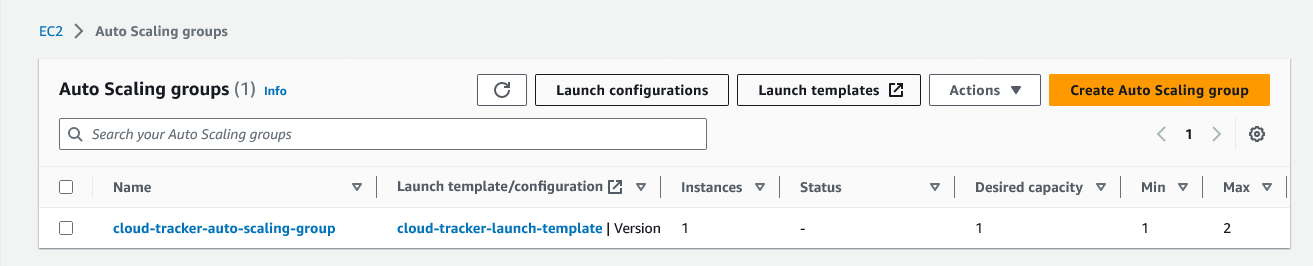 EC2 > Auto Scaling groups
Auto Scaling groups (1) Info Launch configurations Launch templates Actions Create Auto Scaling group
Search your Auto Scaling groups 1
Name Launch template/configuration Instances Status Desired capacity Min Max
cloud-tracker-auto-scaling-group cloud-tracker-launch-template | Version 1 - 1 1 2